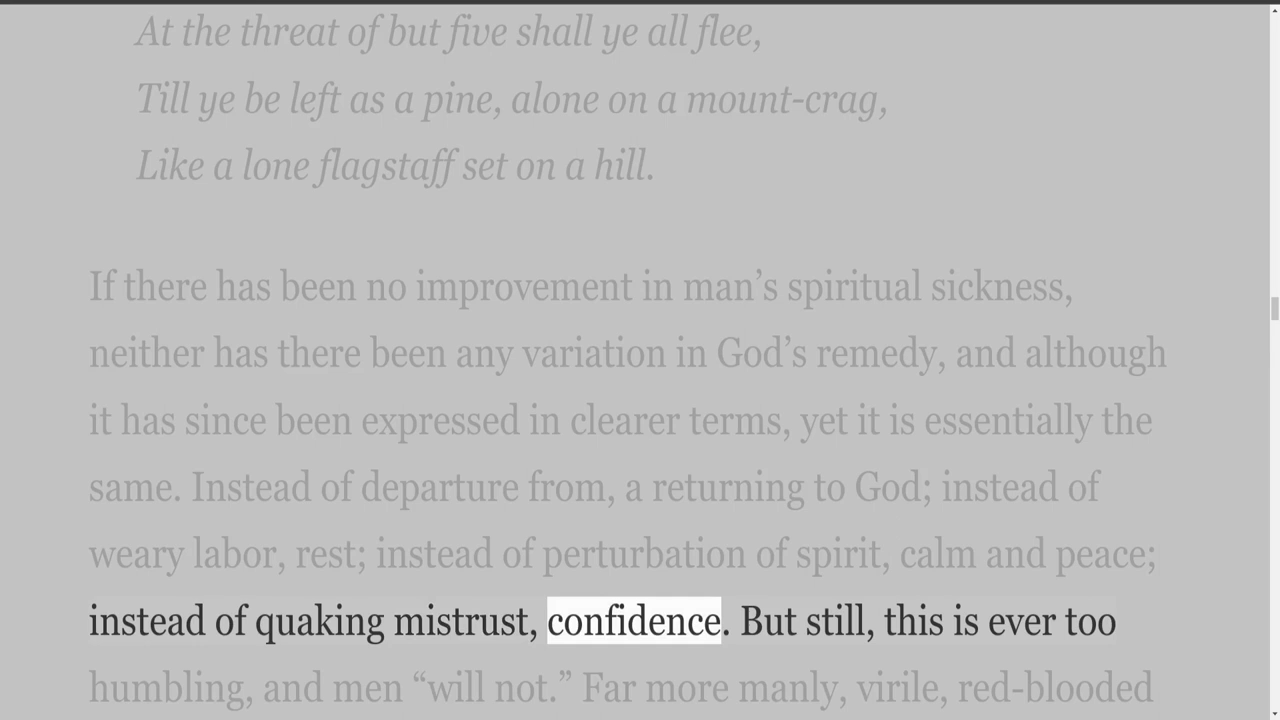 At the threat of but five shall ye all flee,
Till ye be left as a pine, alone on a mount-crag,
Like a lone flagstaff set on a hill.
If there has been no improvement in man’s spiritual sickness,
neither has there been any variation in God’s remedy, and although
it has since been expressed in clearer terms, yet it is essentially the
same. Instead of departure from, a returning to God; instead of
weary labor, rest; instead of perturbation of spirit, calm and peace;
instead of quaking mistrust, confidence. But still, this is ever too
humbling, and men “will not.” Far more manly, virile, red-blooded